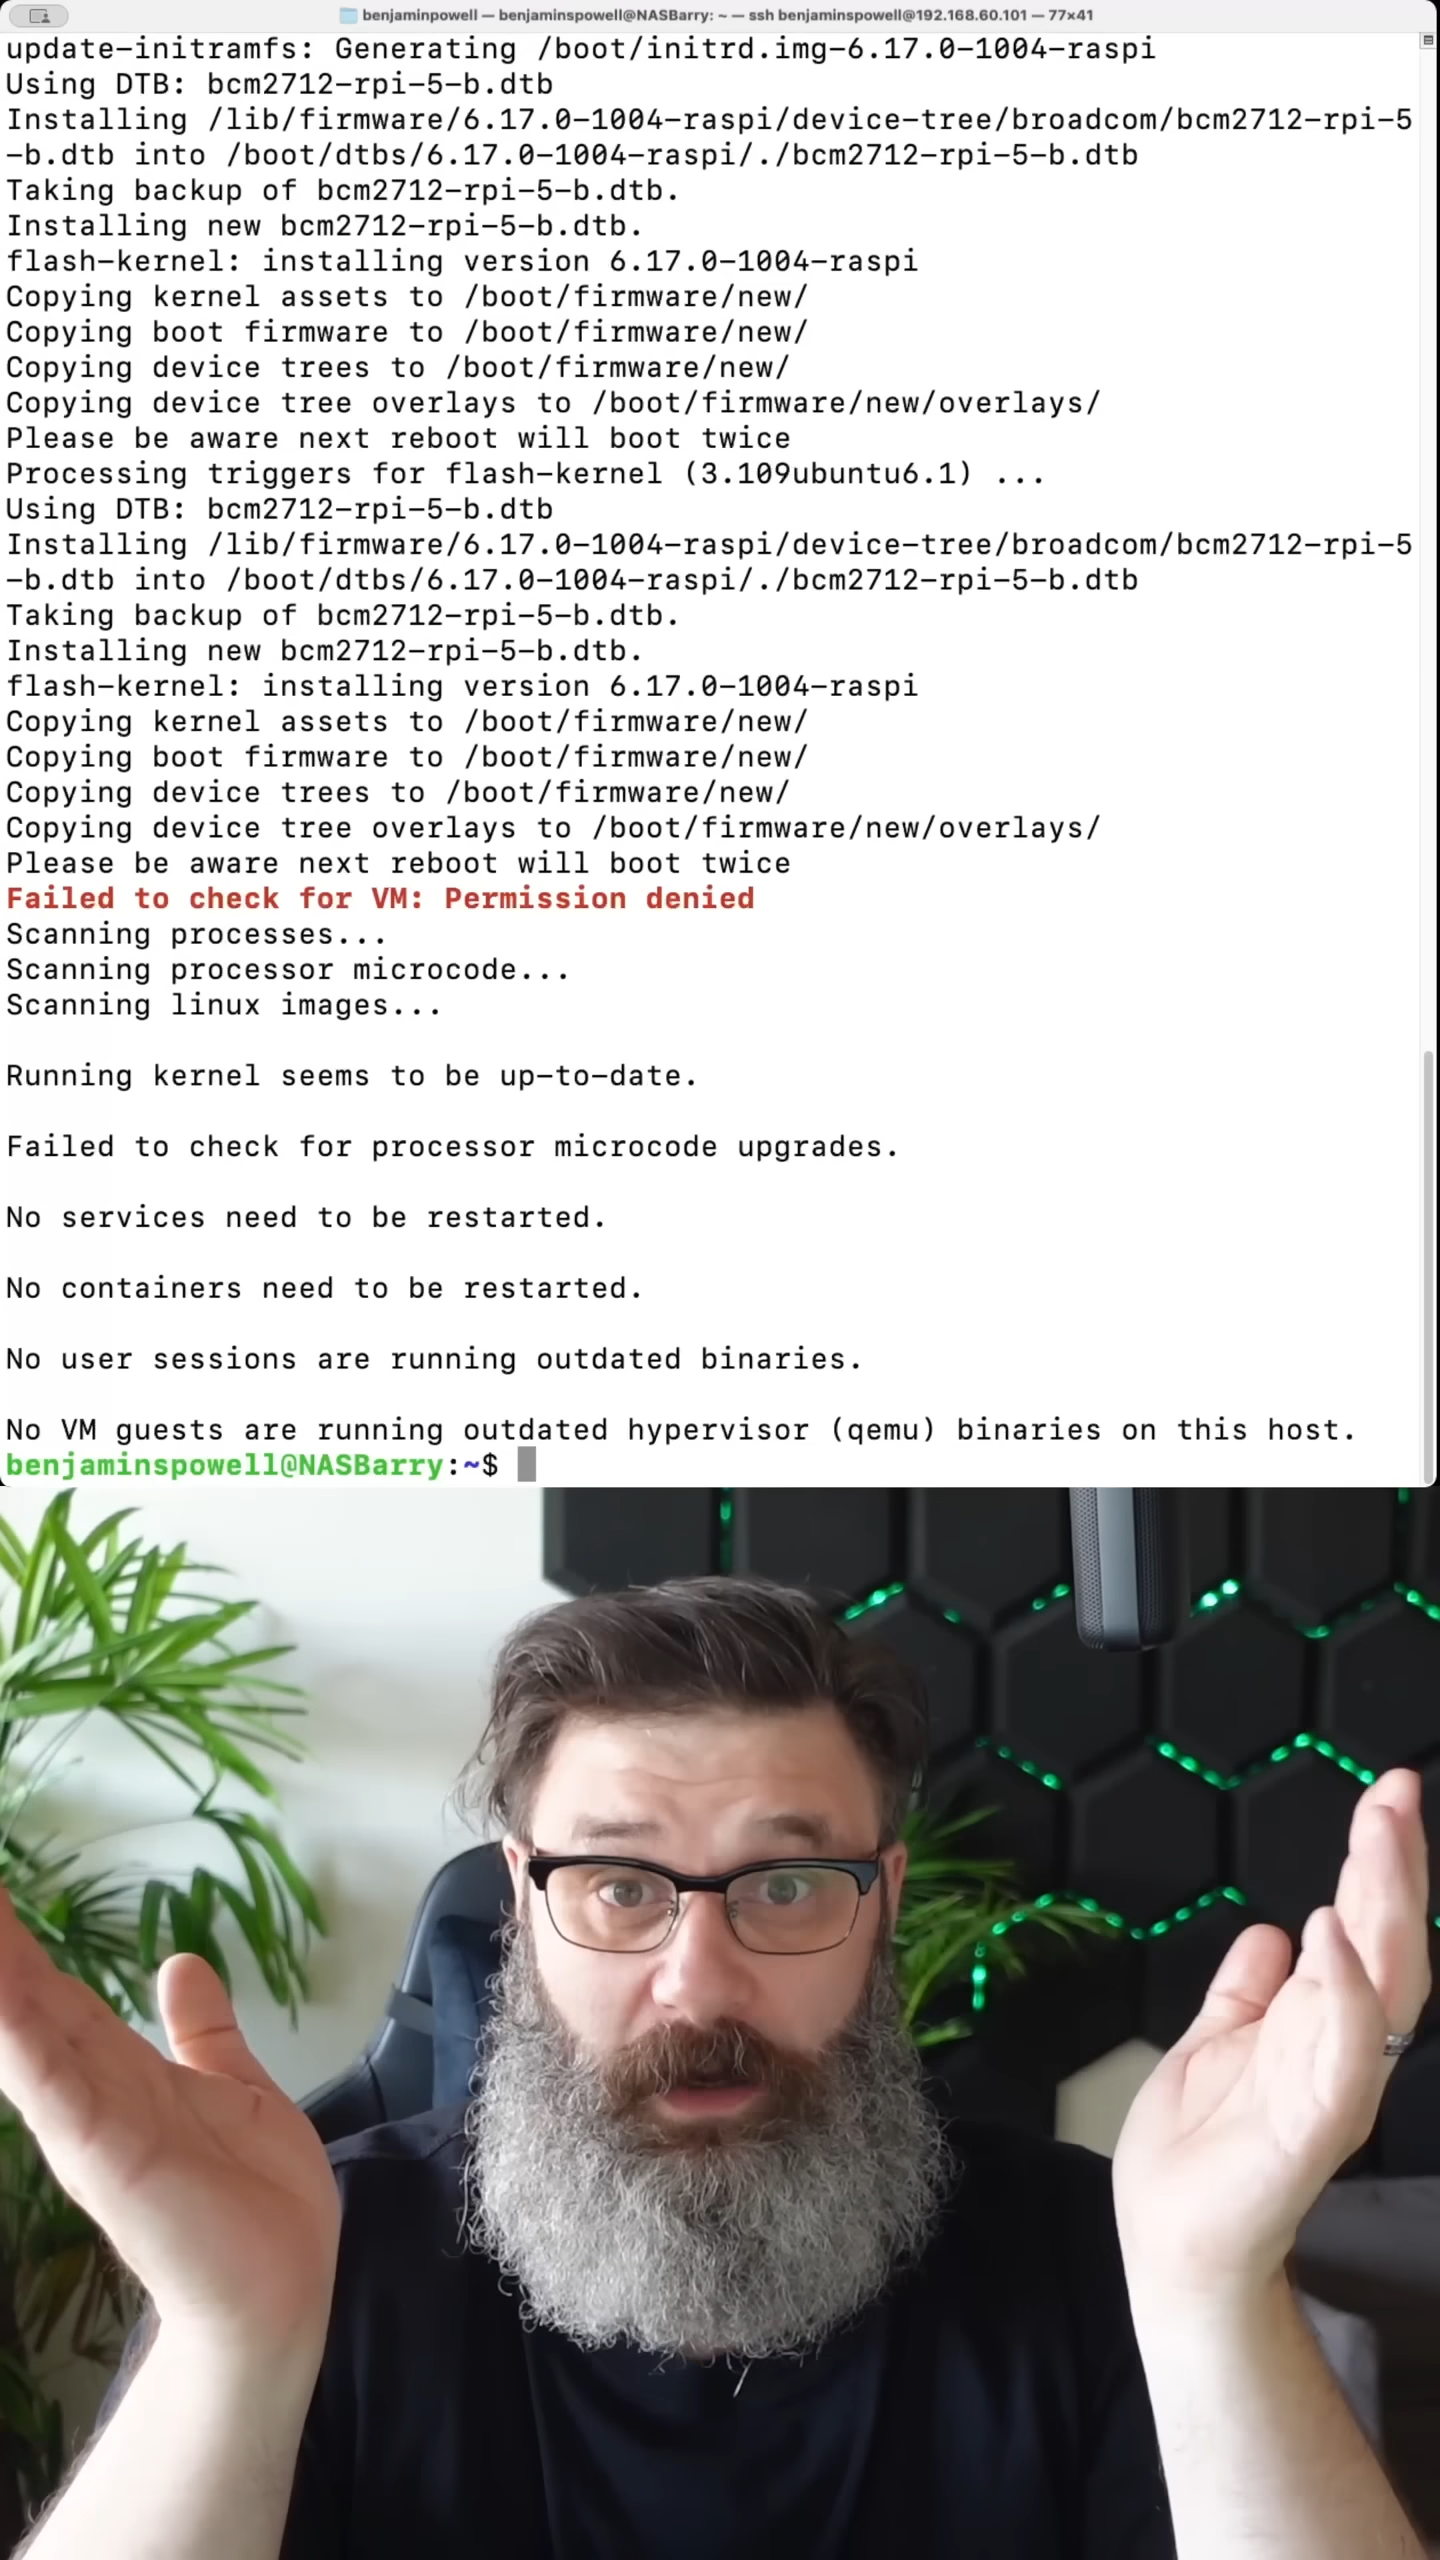 benjaminpowell — benjaminspowell@NASBarry: ~ — ssh benjaminspowell@192.168.60.101 — 77×41
update-initramfs: Generating /boot/initrd.img-6.17.0-1004-raspi
Using DTB: bcm2712-rpi-5-b.dtb
Installing /lib/firmware/6.17.0-1004-raspi/device-tree/broadcom/bcm2712-rpi-5
-b.dtb into /boot/dtbs/6.17.0-1004-raspi/./bcm2712-rpi-5-b.dtb
Taking backup of bcm2712-rpi-5-b.dtb.
Installing new bcm2712-rpi-5-b.dtb.
flash-kernel: installing version 6.17.0-1004-raspi
Copying kernel assets to /boot/firmware/new/
Copying boot firmware to /boot/firmware/new/
Copying device trees to /boot/firmware/new/
Copying device tree overlays to /boot/firmware/new/overlays/
Please be aware next reboot will boot twice
Processing triggers for flash-kernel (3.109ubuntu6.1) ...
Using DTB: bcm2712-rpi-5-b.dtb
Installing /lib/firmware/6.17.0-1004-raspi/device-tree/broadcom/bcm2712-rpi-5
-b.dtb into /boot/dtbs/6.17.0-1004-raspi/./bcm2712-rpi-5-b.dtb
Taking backup of bcm2712-rpi-5-b.dtb.
Installing new bcm2712-rpi-5-b.dtb.
flash-kernel: installing version 6.17.0-1004-raspi
Copying kernel assets to /boot/firmware/new/
Copying boot firmware to /boot/firmware/new/
Copying device trees to /boot/firmware/new/
Copying device tree overlays to /boot/firmware/new/overlays/
Please be aware next reboot will boot twice
Failed to check for VM: Permission denied
Scanning processes...
Scanning processor microcode...
Scanning linux images...
Running kernel seems to be up-to-date.
Failed to check for processor microcode upgrades.
No services need to be restarted.
No containers need to be restarted.
No user sessions are running outdated binaries.
No VM guests are running outdated hypervisor (qemu) binaries on this host.
benjaminspowell@NASBarry:~$